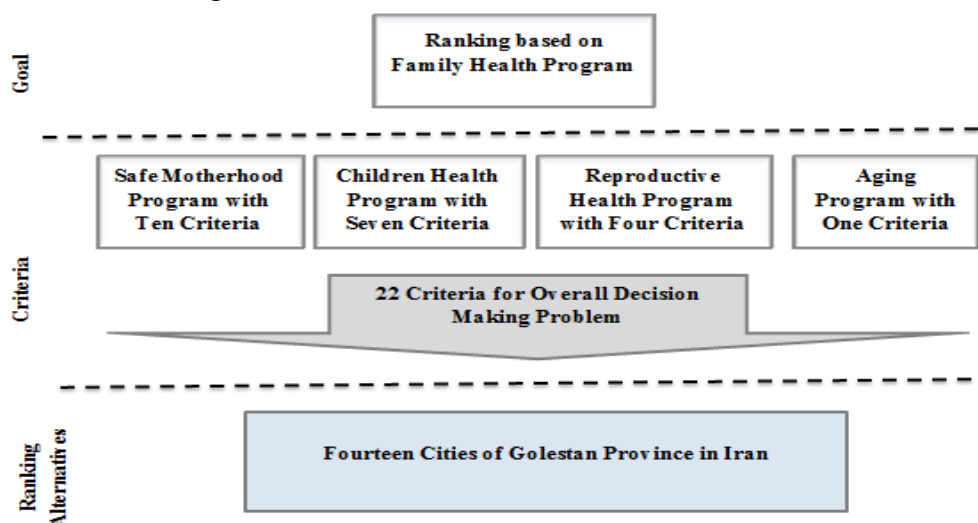 Goal
Ranking based on
Family Health Program
Criteria
Safe Motherhood
Program with
Ten Criteria
Children Health
Program with
Seven Criteria
Reproductive
Health Program
with Four Criteria
Aging
Program with
One Criteria
22 Criteria for Overall Decision
Making Problem
Ranking
Alternatives
Fourteen Cities of Golestan Province in Iran